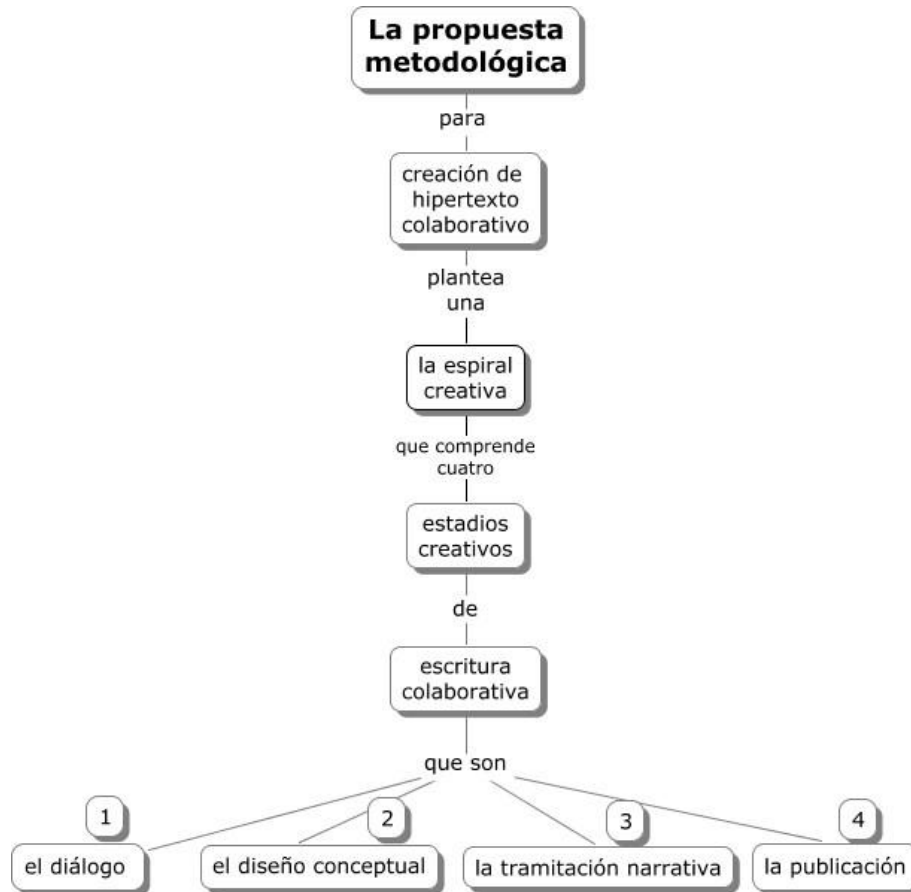 La propuesta
metodológica
para
creación de
hipertexto
colaborativo
plantea
una
la espiral
creativa
que comprende
cuatro
estadios
creativos
de
escritura
colaborativa
que son
1
2
3
4
el diálogo
el diseño conceptual
la tramitación narrativa
la publicación